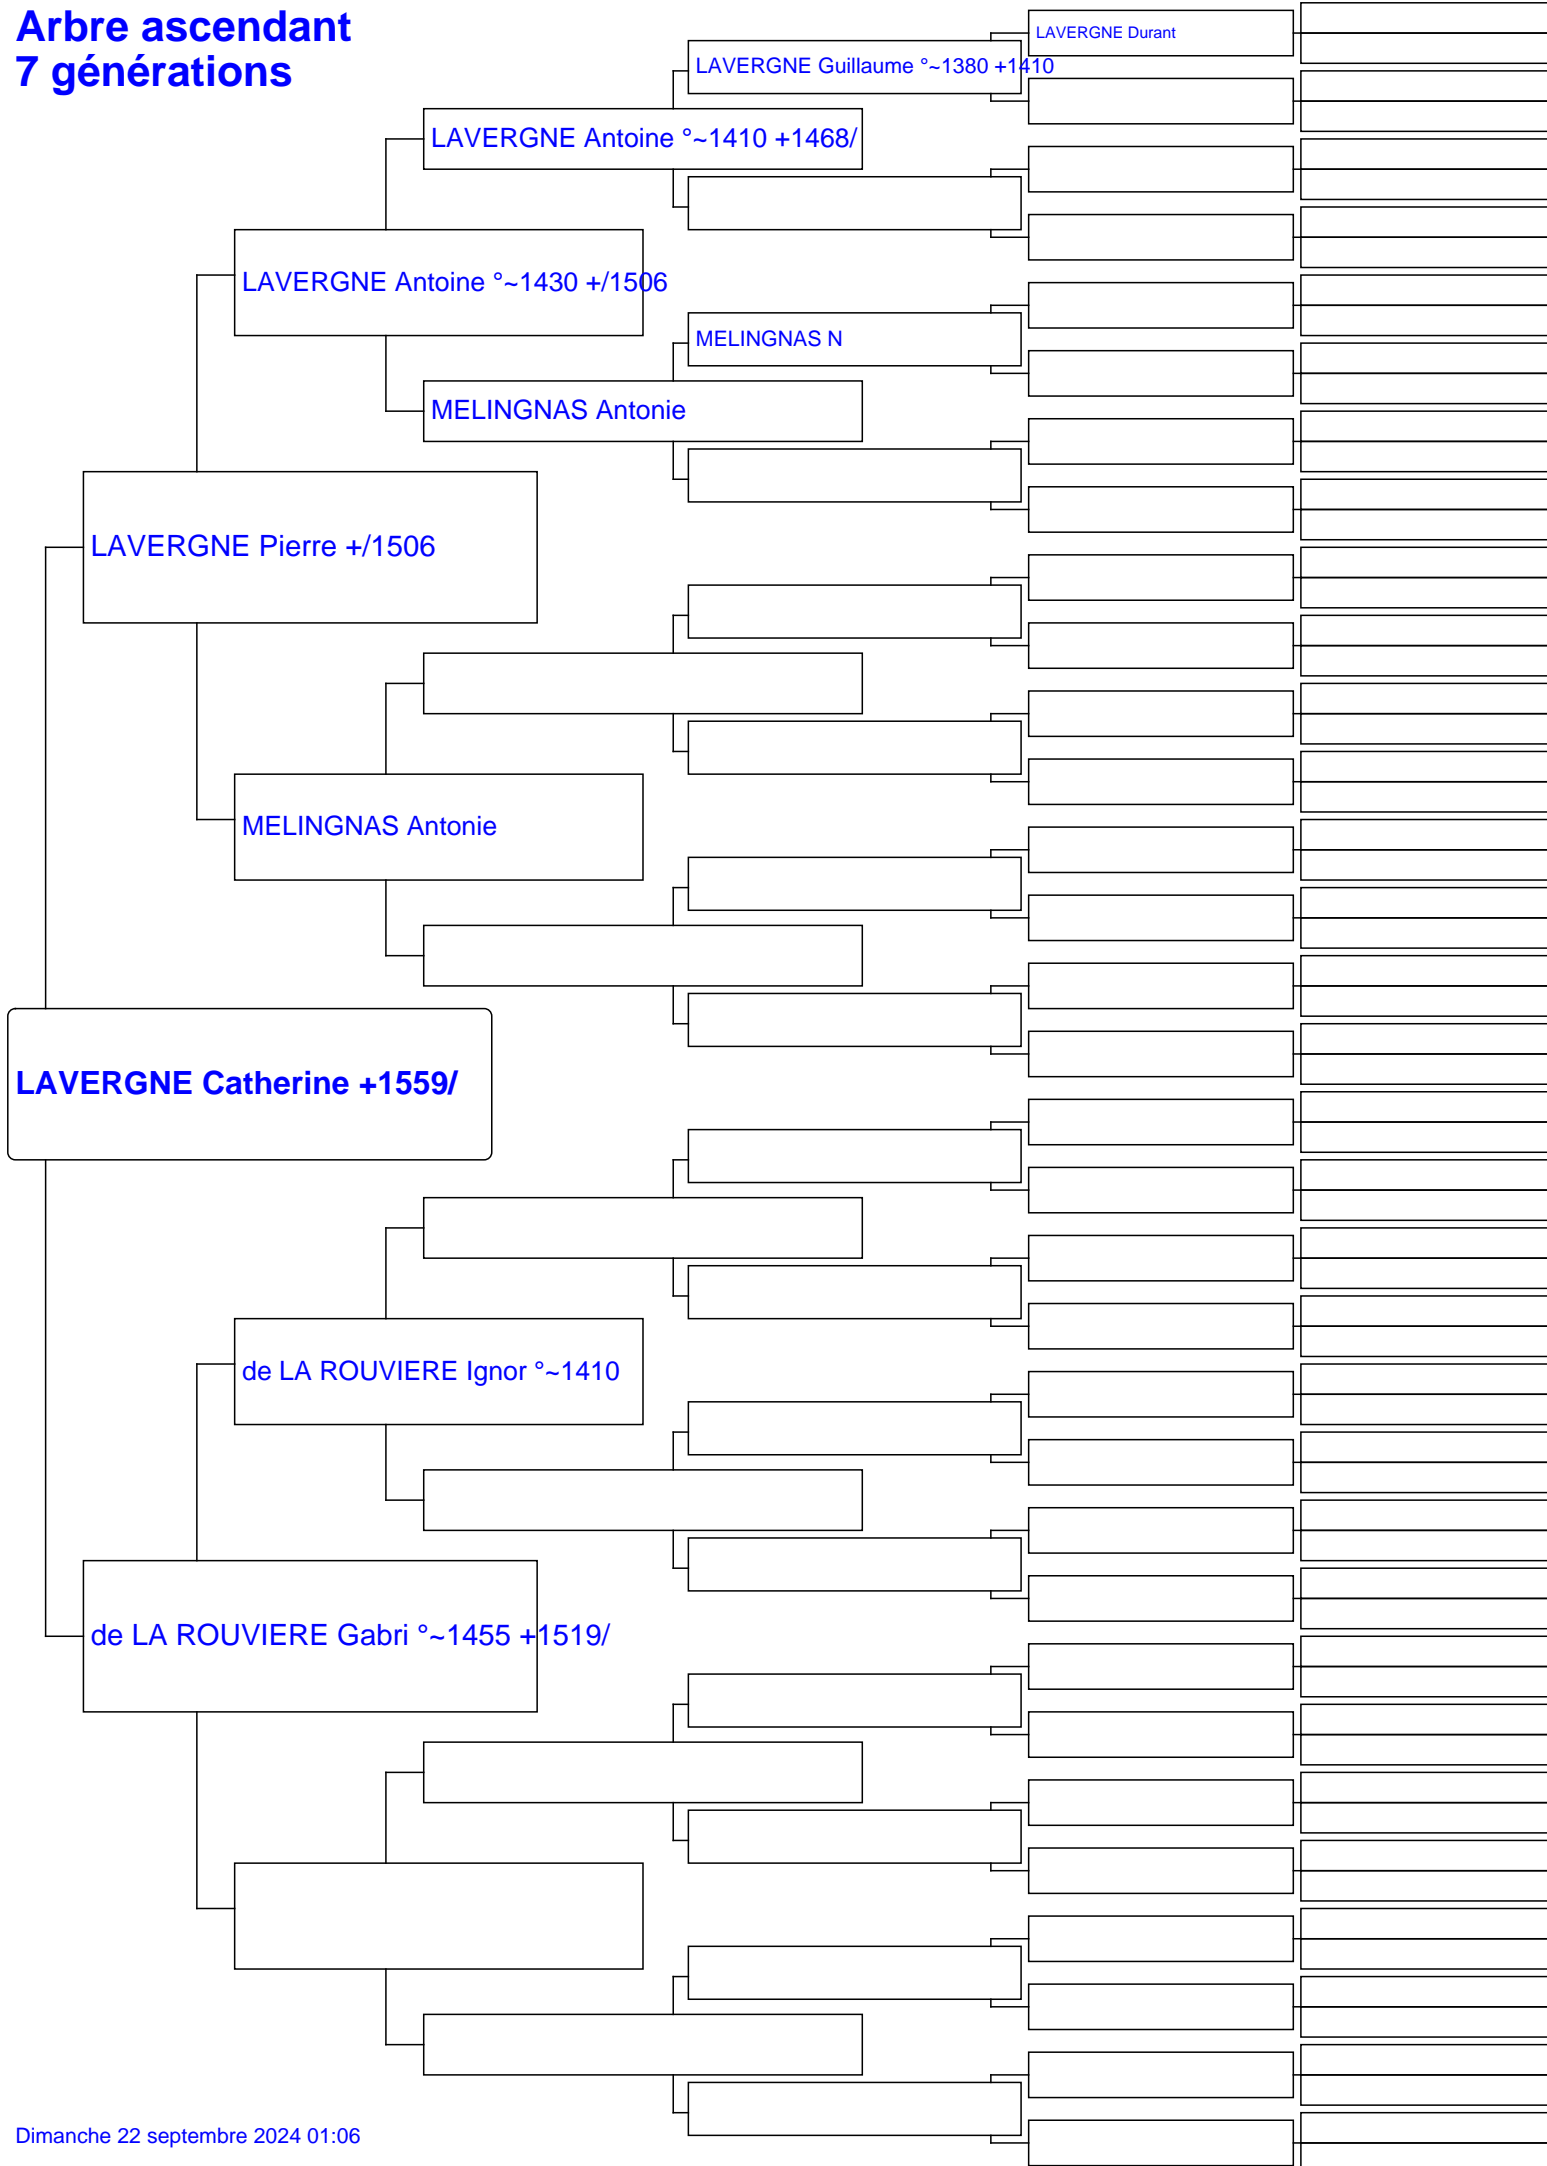 Arbre ascendant
7 générations
LAVERGNE Durant
LAVERGNE Guillaume °~1380 +1410
LAVERGNE Antoine °~1410 +1468/
LAVERGNE Antoine °~1430 +/1506
MELINGNAS N
MELINGNAS Antonie
LAVERGNE Pierre +/1506
MELINGNAS Antonie
LAVERGNE Catherine +1559/
de LA ROUVIERE Ignor °~1410
de LA ROUVIERE Gabri °~1455 +1519/
Dimanche 22 septembre 2024 01:06